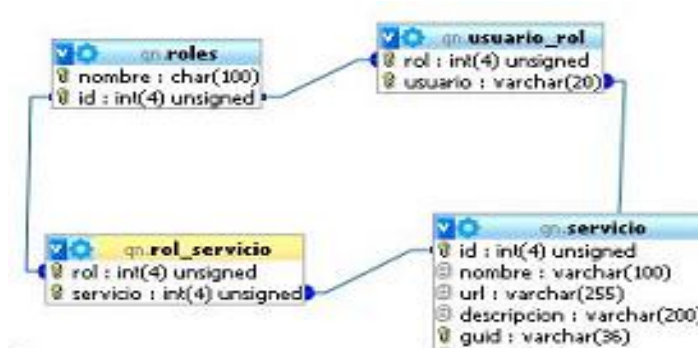 qn.roles
nombre : char(100)
id : int(4) unsigned
qn.usuario_rol
rol : int(4) unsigned
usuario : varchar(20)
qn.rol_servicio
rol : int(4) unsigned
servicio : int(4) unsigned
qn.servicio
id : int(4) unsigned
nombre : varchar(100)
url : varchar(255)
descripcion : varchar(200)
guid : varchar(36)